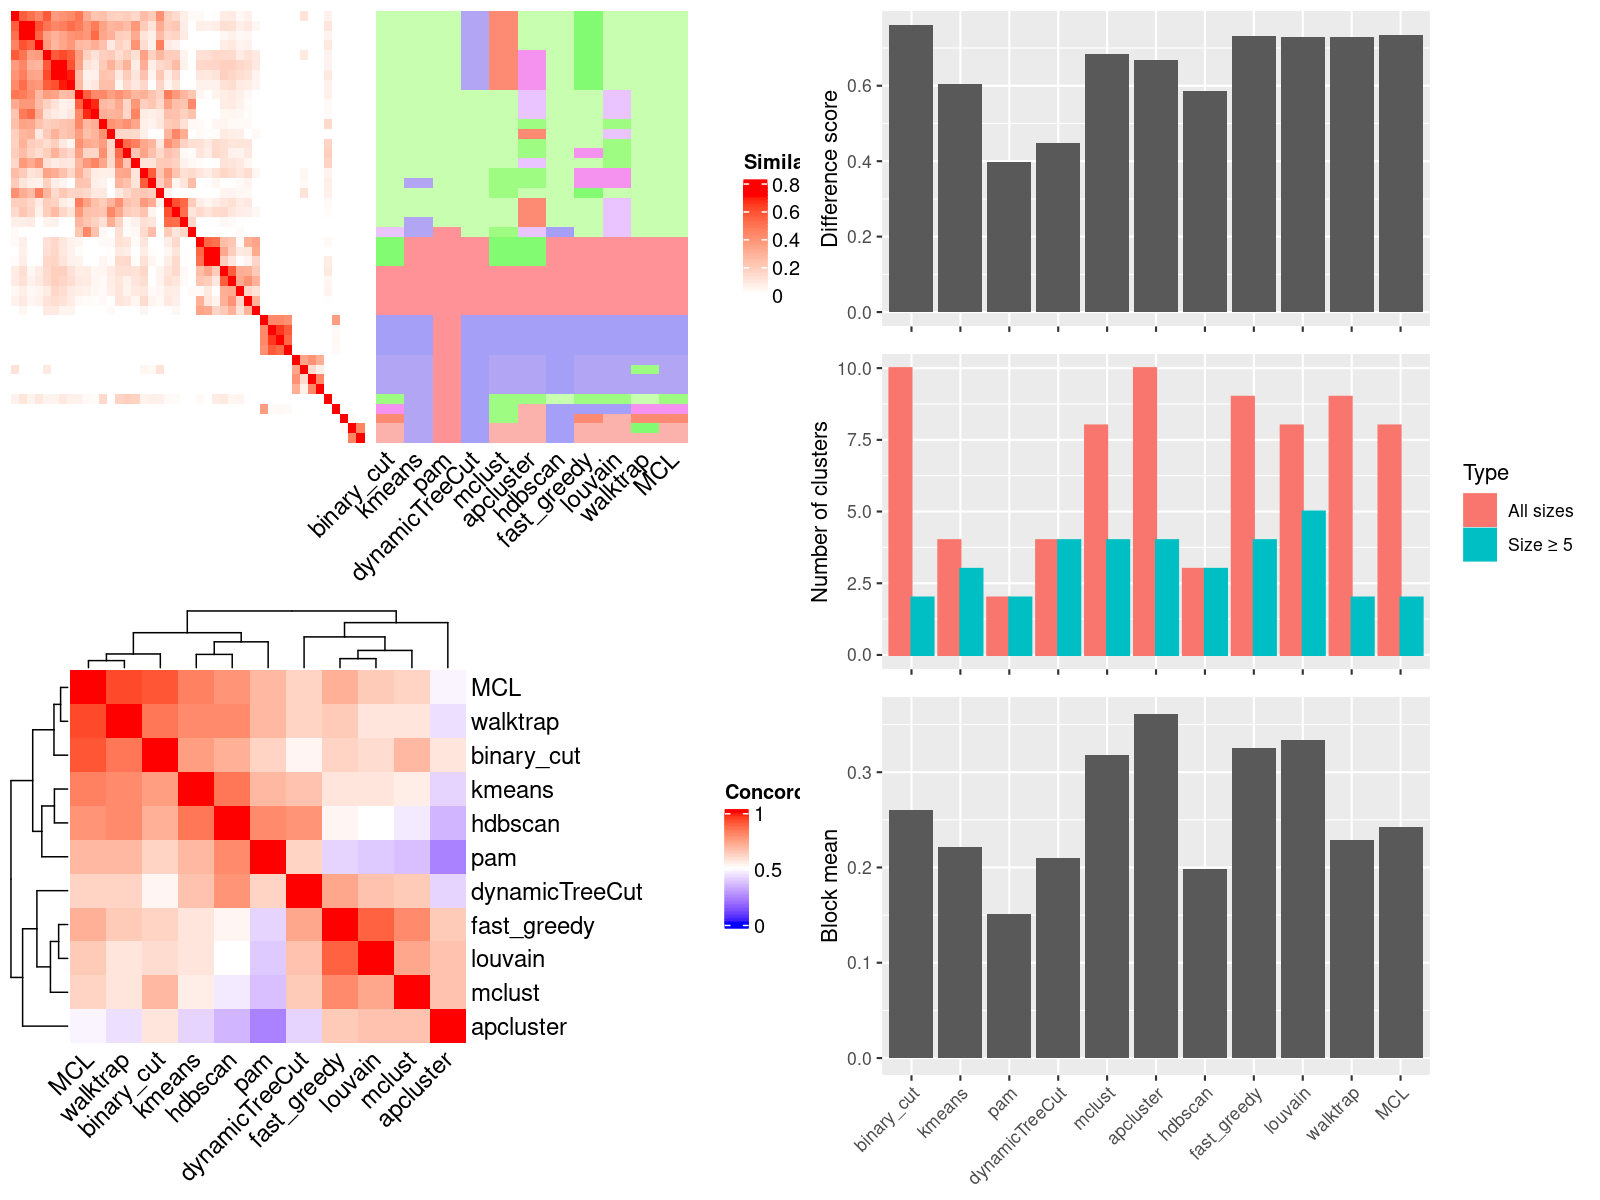 Simila
0.8
0.6
0.4
0.2
0
binary_cut
kmeans
pam
dynamicTreeCut
mclust
apcluster
hdbscan
fast_greedy
louvain
walktrap
MCL
MCL
walktrap
binary_cut
kmeans
hdbscan
pam
dynamicTreeCut
fast_greedy
louvain
mclust
apcluster
MCL
walktrap
binary_cut
kmeans
hdbscan
pam
dynamicTreeCut
fast_greedy
louvain
mclust
apcluster
Concord
1
0.5
0
Difference score
0.6
0.4
0.2
0.0
Number of clusters
10.0
7.5
5.0
2.5
0.0
Type
All sizes
Size ≥ 5
Block mean
0.3
0.2
0.1
0.0
binary_cut
kmeans
pam
dynamicTreeCut
mclust
apcluster
hdbscan
fast_greedy
louvain
walktrap
MCL